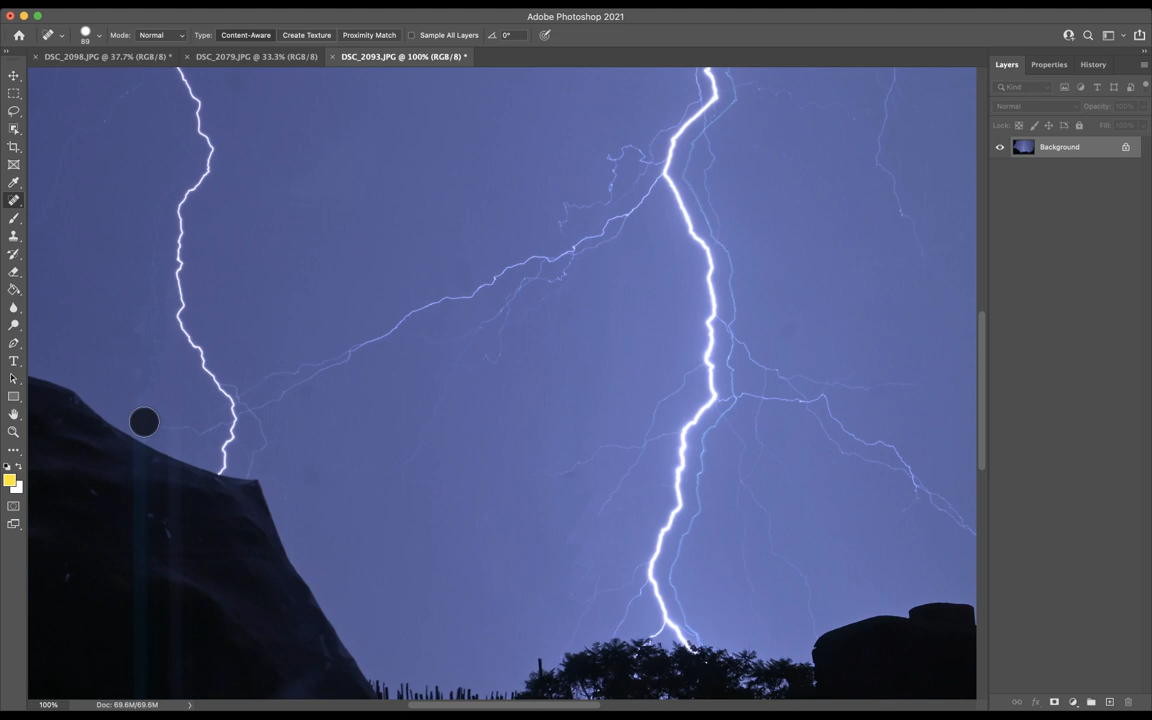 Adobe Photoshop 2021
89 Mode: Normal Type: Content-Aware Create Texture Proximity Match Sample All Layers 0°
DSC_2098.JPG @ 37.7% (RGB/8) * DSC_2079.JPG @ 33.3% (RGB/8) DSC_2093.JPG @ 100% (RGB/8) *
Layers Properties History
Kind
Normal Opacity: 100%
Lock: Fill: 100%
Background
100% Doc: 69.6M/69.6M